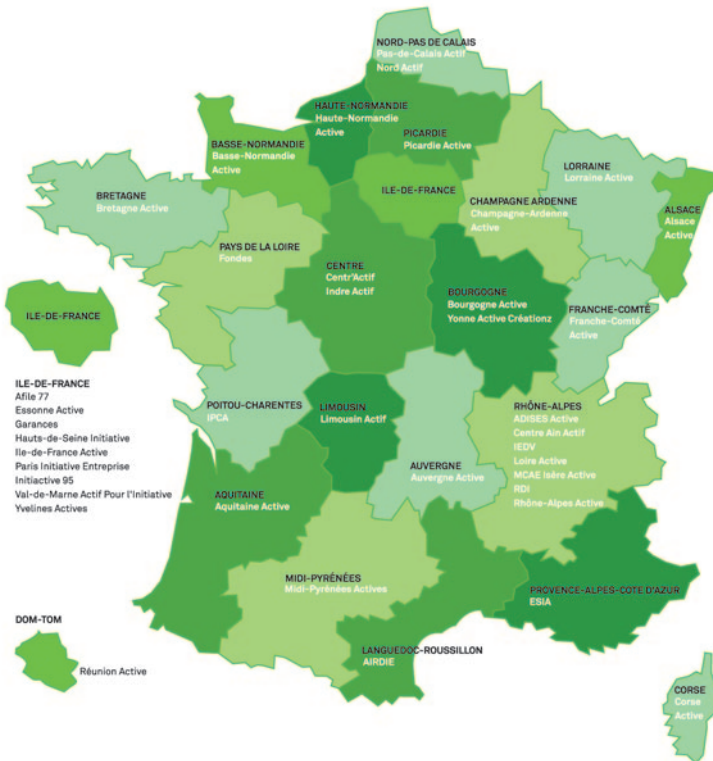 NORD-PAS DE CALAIS
Pas-de-Calais Actif
Nord Actif
HAUTE-NORMANDIE
Haute-Normandie
Active
PICARDIE
Picardie Active
BASSE-NORMANDIE
Basse-Normandie
Active
ILE-DE-FRANCE
LORRAINE
Lorraine Active
CHAMPAGNE ARDENNE
Champagne-Ardenne
Active
ALSACE
Alsace
Active
BRETAGNE
Bretagne Active
PAYS DE LA LOIRE
Fondes
CENTRE
Centr'Actif
Indre Actif
BOURGOGNE
Bourgogne Active
Yonne Active Créationz
FRANCHE-COMTÉ
Franche-Comté
Active
ILE-DE-FRANCE
ILE-DE-FRANCE
Afile 77
Essonne Active
Garances
Hauts-de-Seine Initiative
Ile-de-France Active
Paris Initiative Entreprise
Initiactive 95
Val-de-Marne Actif Pour l'Initiative
Yvelines Actives
POITOU-CHARENTES
IPCA
LIMOUSIN
Limousin Actif
AUVERGNE
Auvergne Active
RHÔNE-ALPES
ADISES Active
Centre Ain Actif
IEDV
Loire Active
MCAE Isère Active
RDI
Rhône-Alpes Active
AQUITAINE
Aquitaine Active
MIDI-PYRÉNÉES
Midi-Pyrénées Actives
PROVENCE-ALPES-COTE D'AZUR
ESIA
LANGUEDOC-ROUSSILLON
AIRDIE
DOM-TOM
Réunion Active
CORSE
Corse
Active